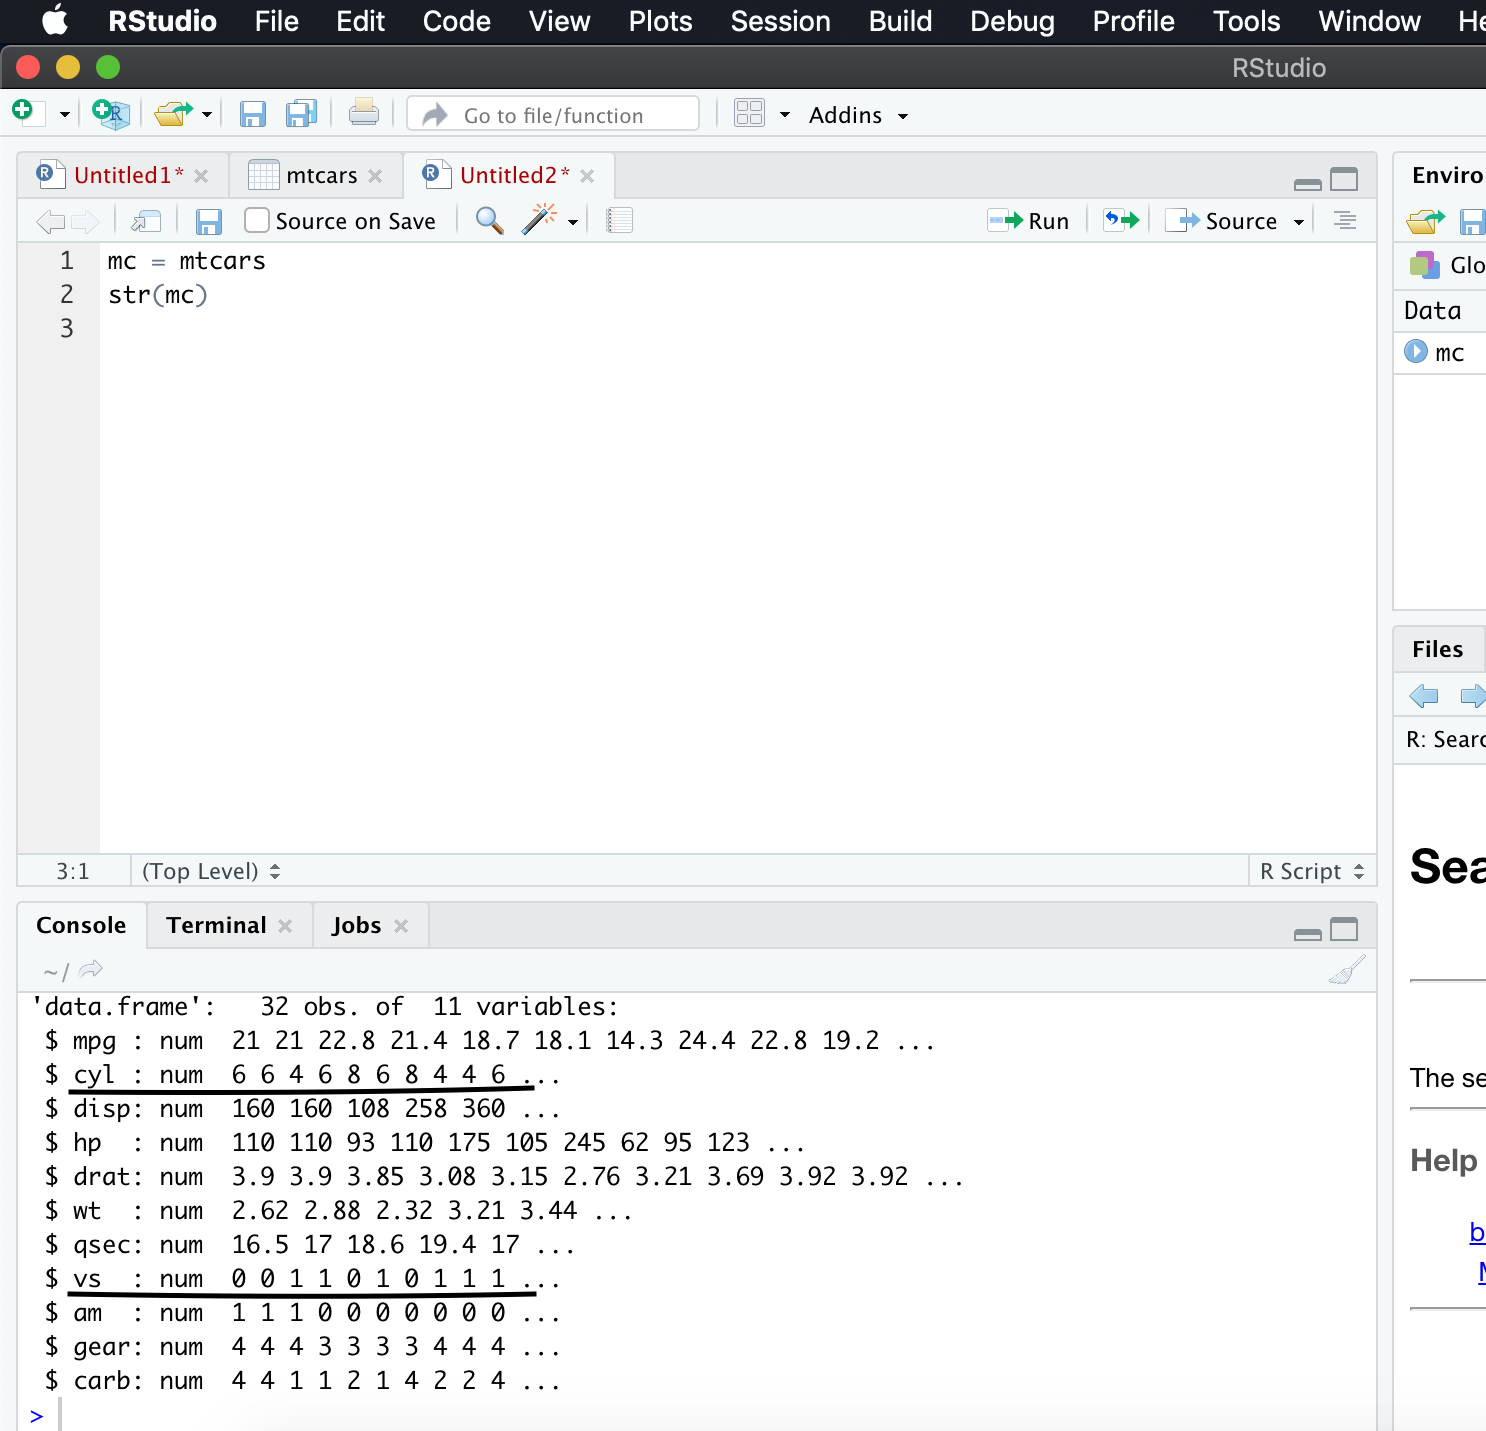 RStudio File Edit Code View Plots Session Build Debug Profile Tools Window He
RStudio
Go to file/function Addins
Untitled1* mtcars Untitled2*
Source on Save Run Source
1 mc = mtcars
2 str(mc)
3
3:1 (Top Level) R Script
Enviro
Glo
Data
mc
Files
R: Searc
Sea
The se
Help
b
M
Console Terminal Jobs
~/
'data.frame':   32 obs. of  11 variables:
$ mpg : num  21 21 22.8 21.4 18.7 18.1 14.3 24.4 22.8 19.2 ...
$ cyl : num  6 6 4 6 8 6 8 4 4 6 ...
$ disp: num  160 160 108 258 360 ...
$ hp  : num  110 110 93 110 175 105 245 62 95 123 ...
$ drat: num  3.9 3.9 3.85 3.08 3.15 2.76 3.21 3.69 3.92 3.92 ...
$ wt  : num  2.62 2.88 2.32 3.21 3.44 ...
$ qsec: num  16.5 17 18.6 19.4 17 ...
$ vs  : num  0 0 1 1 0 1 0 1 1 1 ...
$ am  : num  1 1 1 0 0 0 0 0 0 0 ...
$ gear: num  4 4 4 3 3 3 3 4 4 4 ...
$ carb: num  4 4 1 1 2 1 4 2 2 4 ...
>